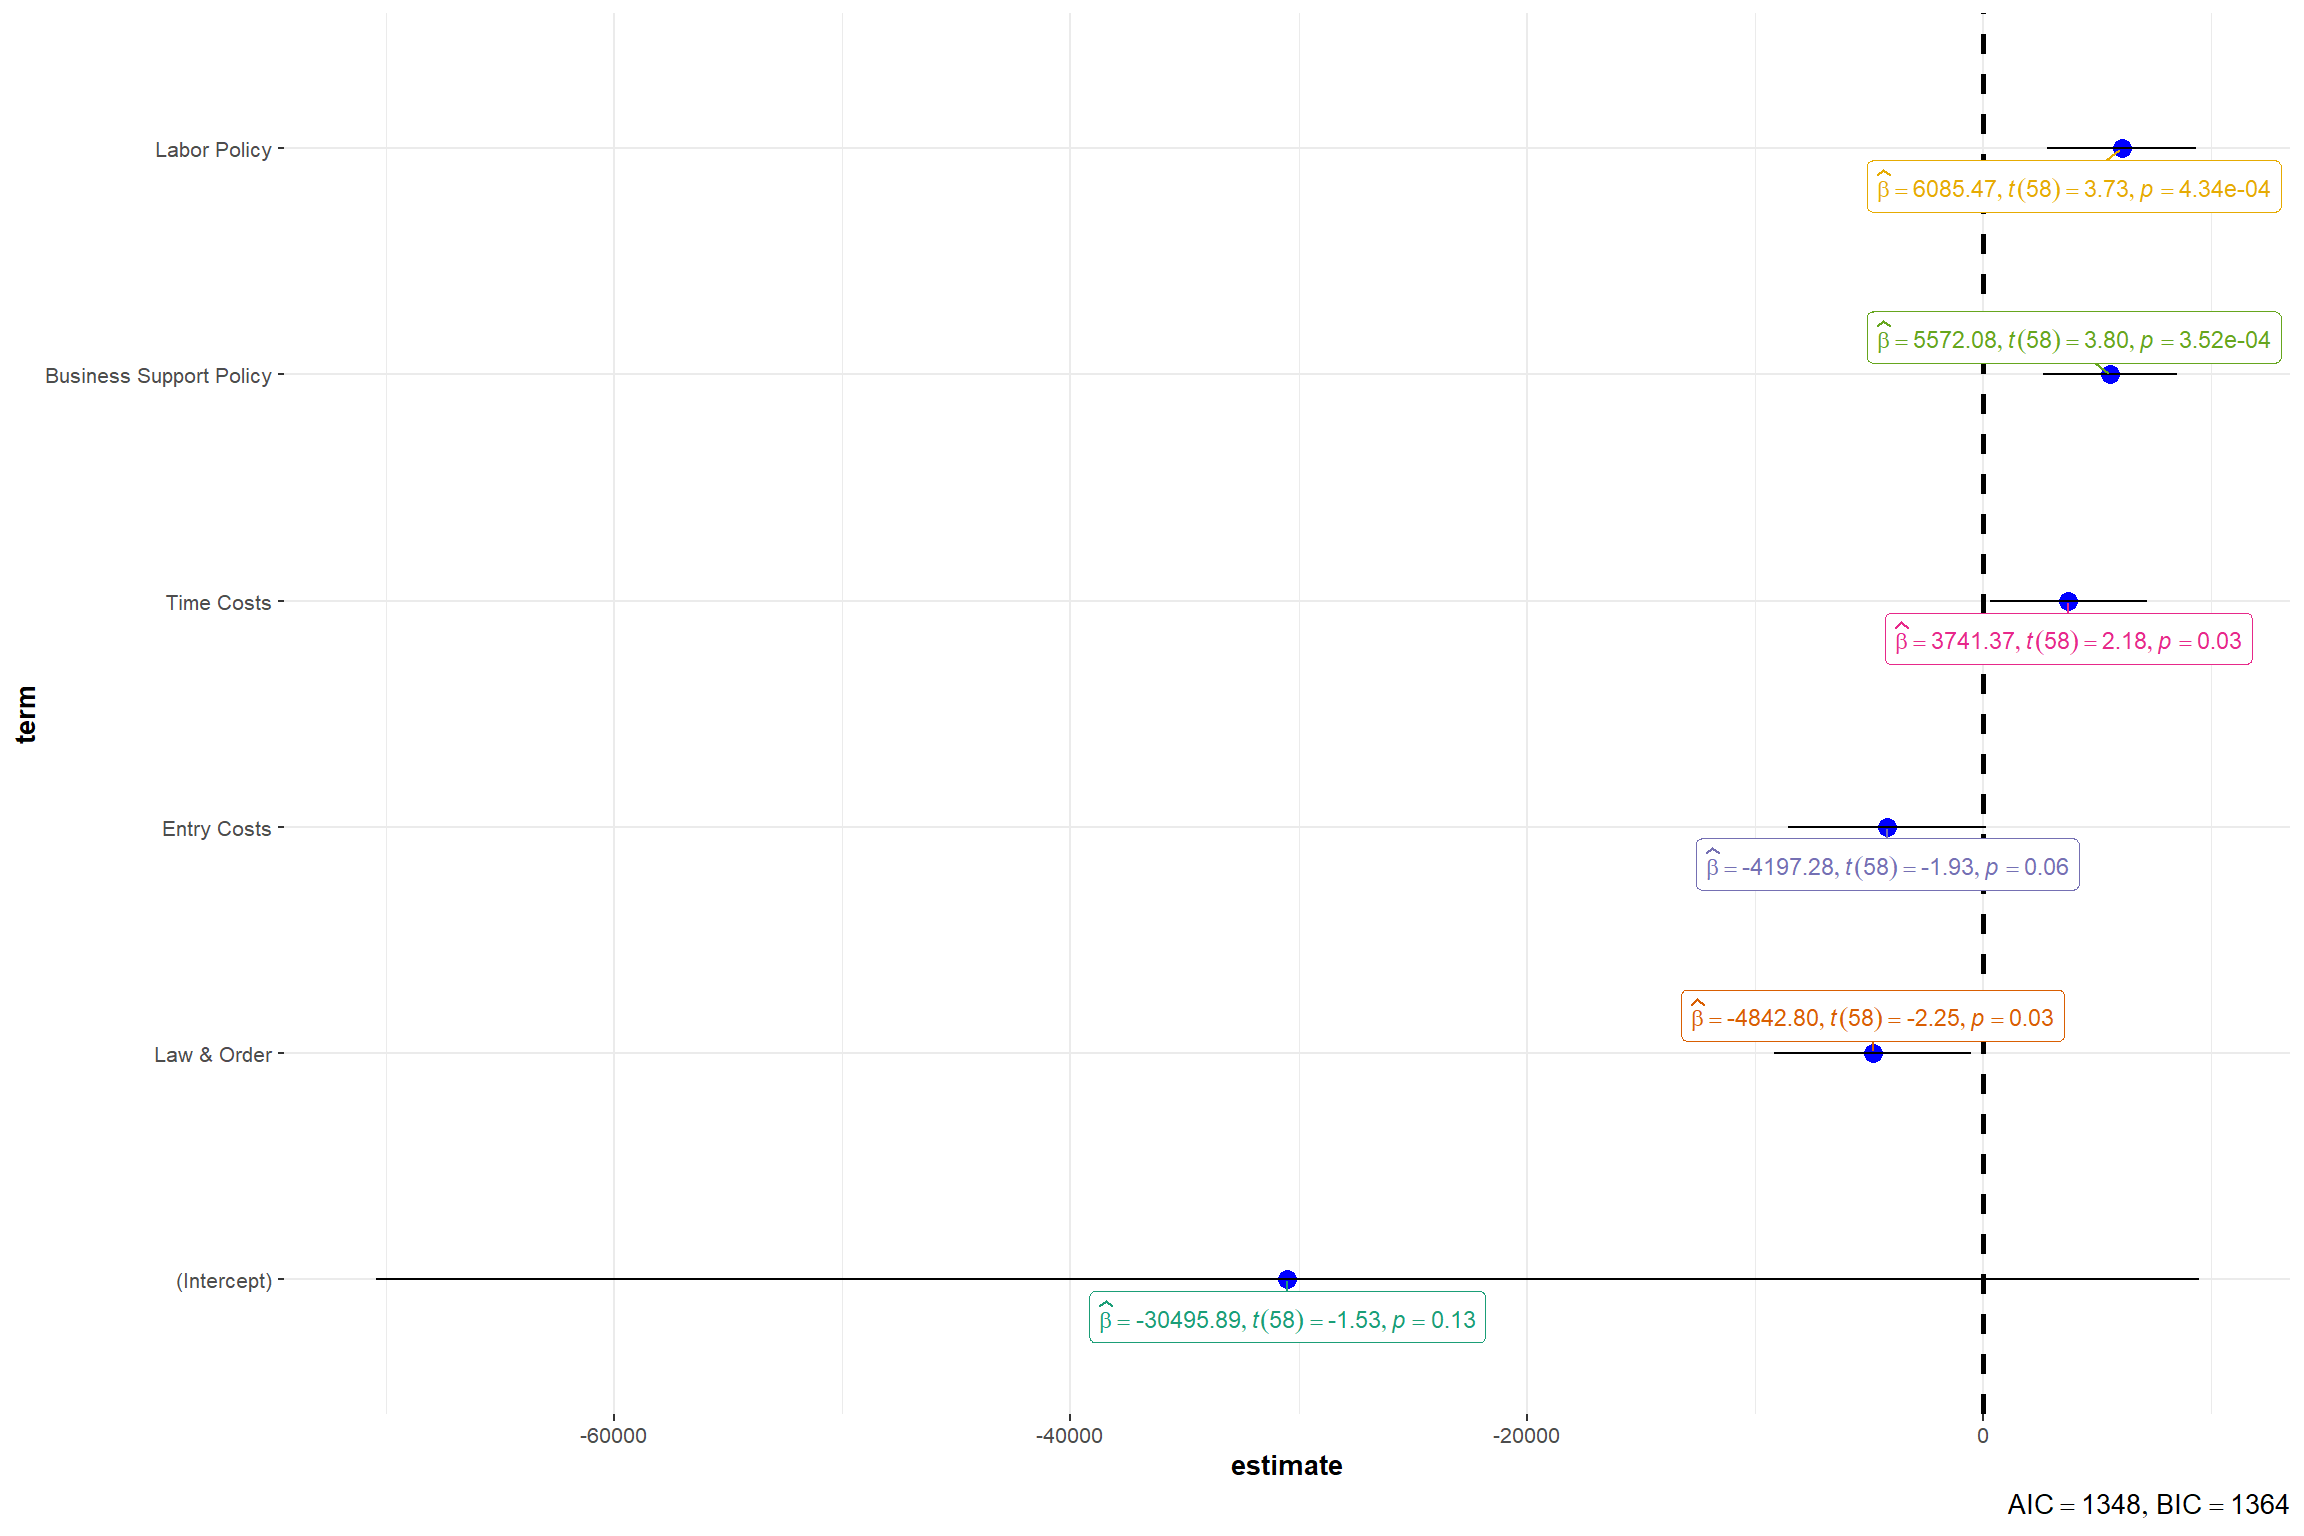 Labor Policy
β̂ = 6085.47, t(58) = 3.73, p = 4.34e-04
β̂ = 5572.08, t(58) = 3.80, p = 3.52e-04
Business Support Policy
Time Costs
β̂ = 3741.37, t(58) = 2.18, p = 0.03
term
Entry Costs
β̂ = -4197.28, t(58) = -1.93, p = 0.06
β̂ = -4842.80, t(58) = -2.25, p = 0.03
Law & Order
(Intercept)
β̂ = -30495.89, t(58) = -1.53, p = 0.13
-60000 -40000 -20000 0
estimate
AIC = 1348, BIC = 1364